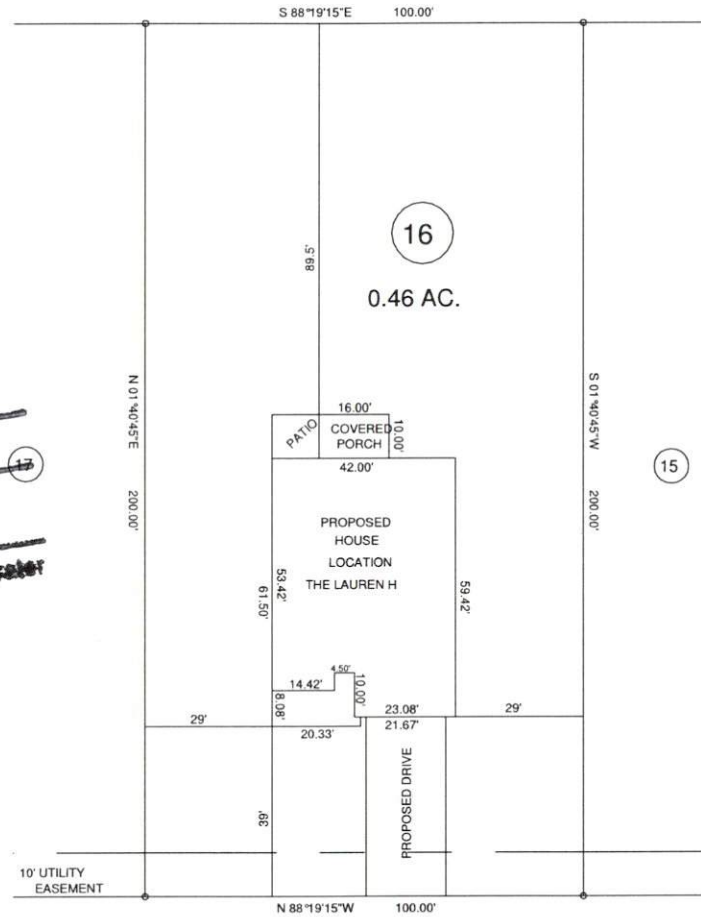 S 88°19'15"E 100.00'
16
0.46 AC.
89.5'
N 01°40'45"E 200.00'
S 01°40'45"W 200.00'
17
15
16.00'
PATIO
COVERED
PORCH
10.00'
42.00'
PROPOSED
HOUSE
LOCATION
THE LAUREN H
53.42'
61.50'
59.42'
4.50'
14.42'
10.00'
8.08'
23.08'
29'
29'
20.33'
21.67'
PROPOSED DRIVE
39'
10' UTILITY
EASEMENT
N 88°19'15"W 100.00'